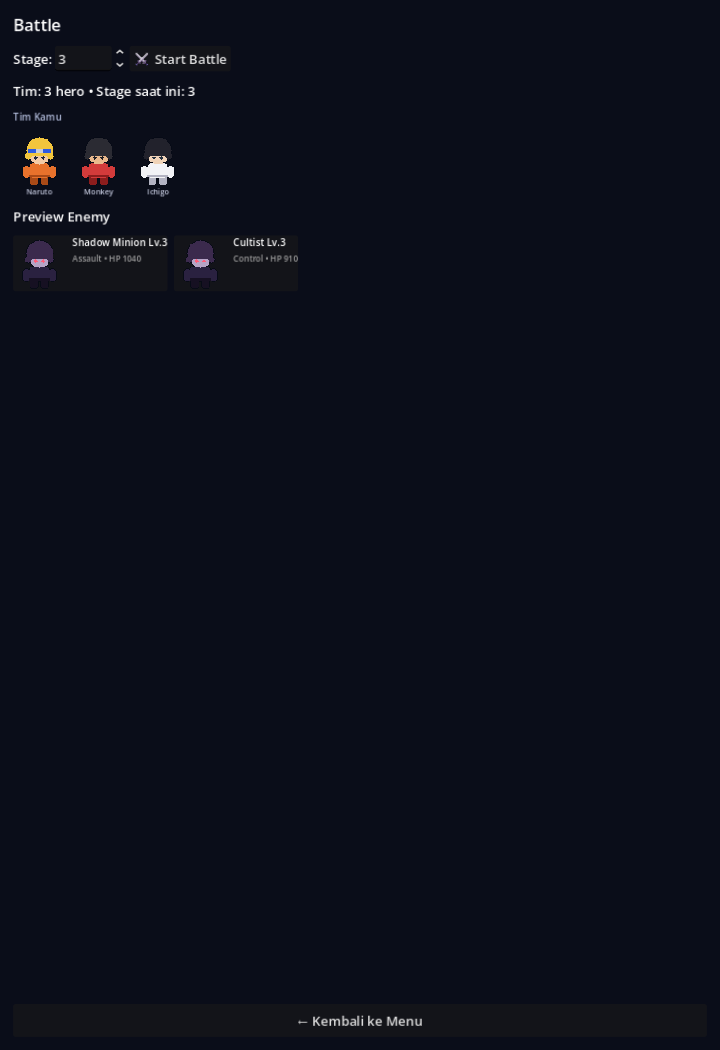 Battle
Stage: 3 Start Battle
Tim: 3 hero • Stage saat ini: 3
Tim Kamu
Naruto Monkey Ichigo
Preview Enemy
Shadow Minion Lv.3 Cultist Lv.3
Assault • HP 1040 Control • HP 910
← Kembali ke Menu